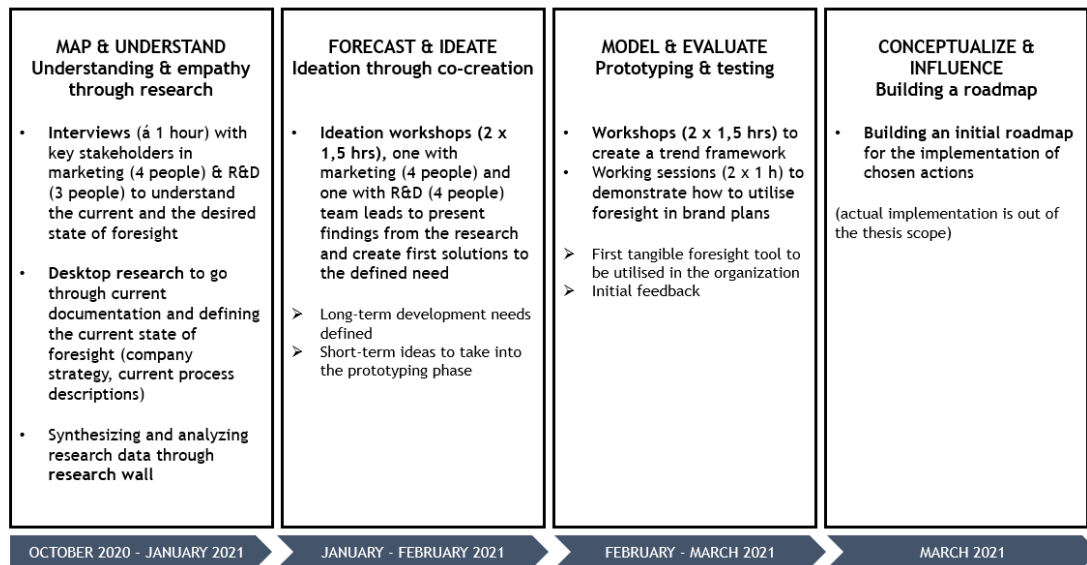 MAP & UNDERSTAND
Understanding & empathy
through research
• Interviews (á 1 hour) with
key stakeholders in
marketing (4 people) & R&D
(3 people) to understand
the current and the desired
state of foresight
• Desktop research to go
through current
documentation and defining
the current state of
foresight (company
strategy, current process
descriptions)
• Synthesizing and analyzing
research data through
research wall
OCTOBER 2020 - JANUARY 2021
FORECAST & IDEATE
Ideation through co-creation
• Ideation workshops (2 x
1,5 hrs), one with
marketing (4 people) and
one with R&D (4 people)
team leads to present
findings from the research
and create first solutions to
the defined need
➢ Long-term development needs
defined
➢ Short-term ideas to take into
the prototyping phase
JANUARY - FEBRUARY 2021
MODEL & EVALUATE
Prototyping & testing
• Workshops (2 x 1,5 hrs) to
create a trend framework
• Working sessions (2 x 1 h) to
demonstrate how to utilise
foresight in brand plans
➢ First tangible foresight tool to
be utilised in the organization
➢ Initial feedback
FEBRUARY - MARCH 2021
CONCEPTUALIZE &
INFLUENCE
Building a roadmap
• Building an initial roadmap
for the implementation of
chosen actions
(actual implementation is out of
the thesis scope)
MARCH 2021